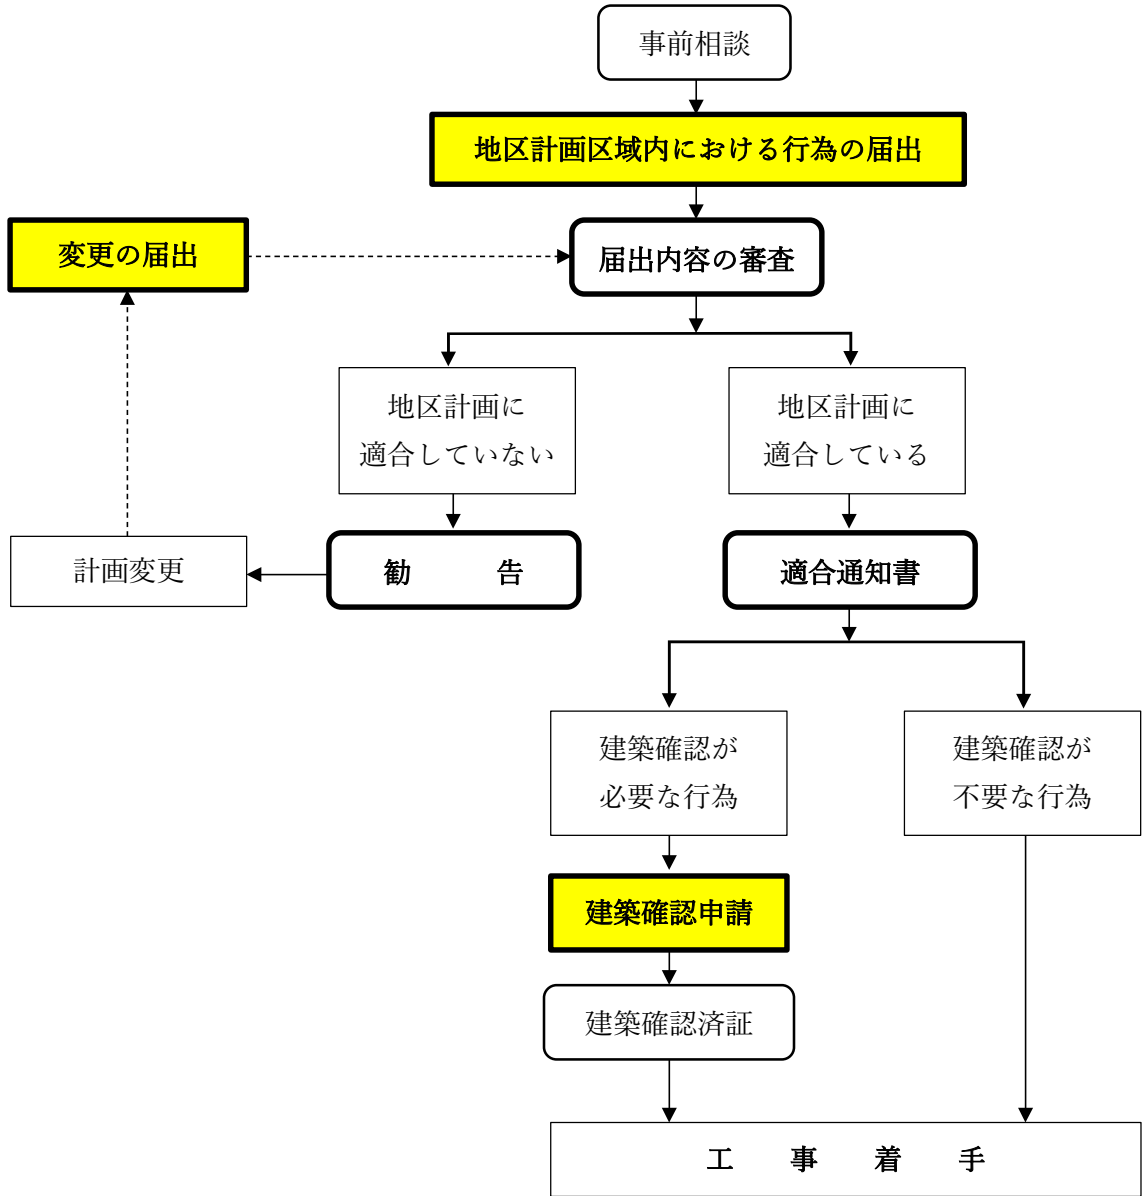 事前相談
地区計画区域内における行為の届出
変更の届出
届出内容の審査
地区計画に
適合していない
地区計画に
適合している
計画変更
勧　　　告
適合通知書
建築確認が
必要な行為
建築確認が
不要な行為
建築確認申請
建築確認済証
工　事　着　手